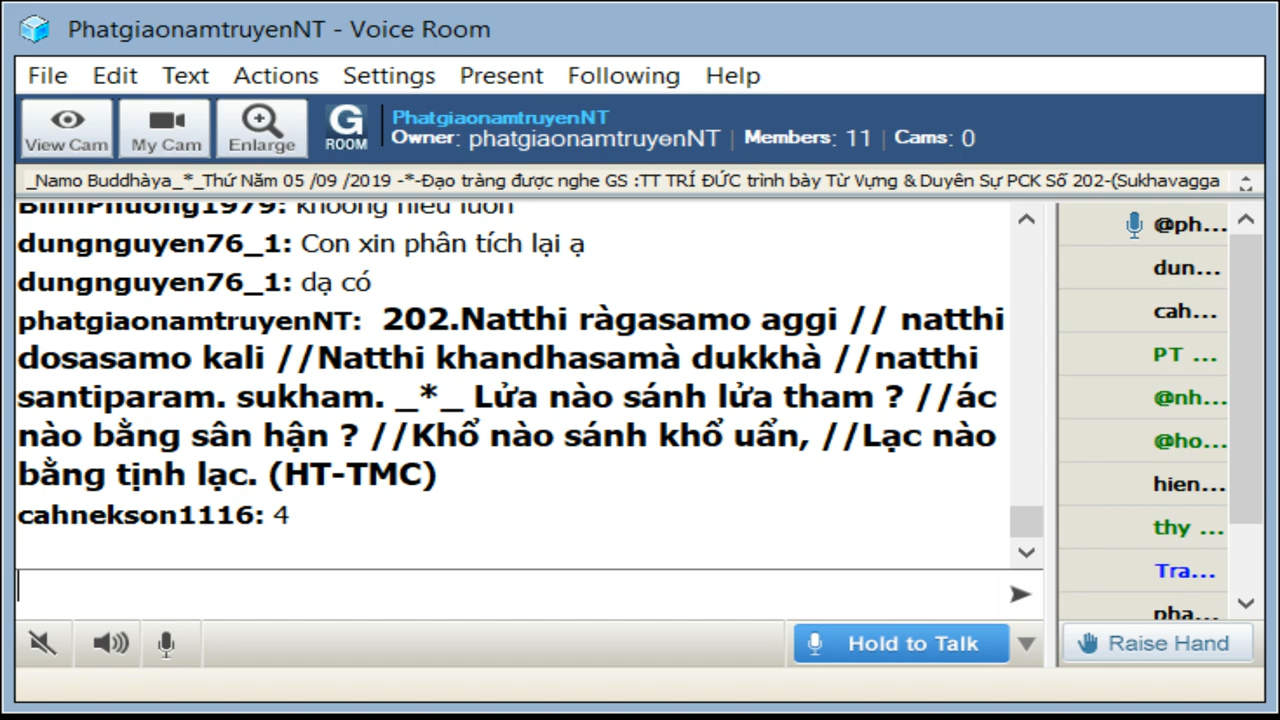 PhatgiaonamtruyenNT - Voice Room
File Edit Text Actions Settings Present Following Help
View Cam My Cam Enlarge G ROOM
PhatgiaonamtruyenNT
Owner: phatgiaonamtruyenNT | Members: 11 | Cams: 0
_Namo Buddhàya_*_Thứ Năm 05 /09 /2019 -*-Đạo tràng được nghe GS :TT TRÍ ĐỨC trình bày Từ Vựng & Duyên Sự PCK Số 202-(Sukhavagga
BinhPhuong1979: khoong hieu luon
dungnguyen76_1: Con xin phân tích lại ạ
dungnguyen76_1: dạ có
phatgiaonamtruyenNT: 202.Natthi ràgasamo aggi // natthi
dosasamo kali //Natthi khandhasamà dukkhà //natthi
santiparam. sukham. _*_ Lửa nào sánh lửa tham ? //ác
nào bằng sân hận ? //Khổ nào sánh khổ uẩn, //Lạc nào
bằng tịnh lạc. (HT-TMC)
cahnekson1116: 4
@ph...
dun...
cah...
PT ...
@nh...
@ho...
hien...
thy ...
Tra...
pha...
Hold to Talk
Raise Hand